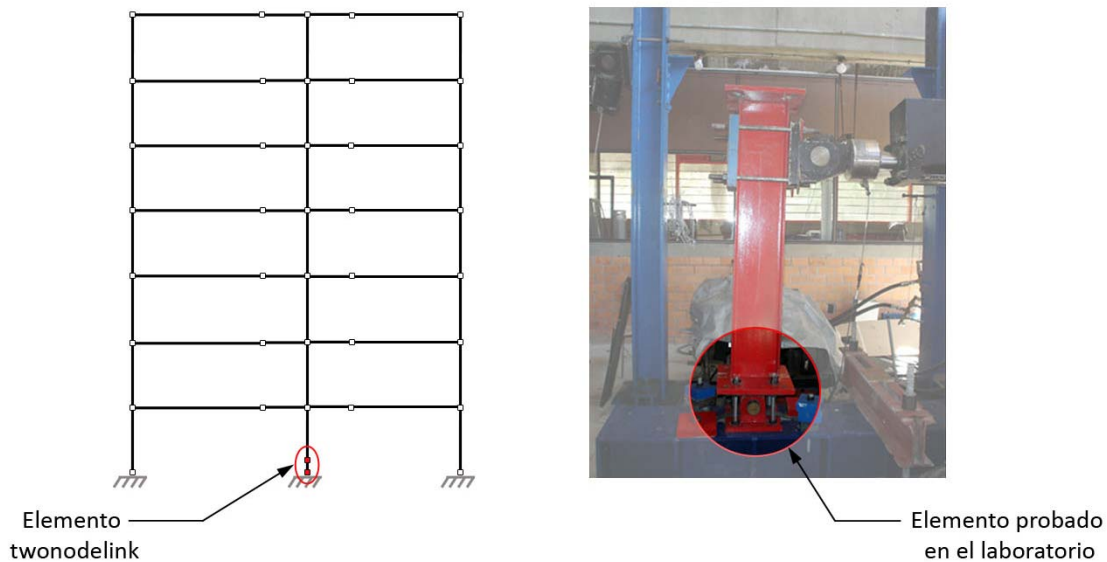 Elemento
twonodelink
Elemento probado
en el laboratorio